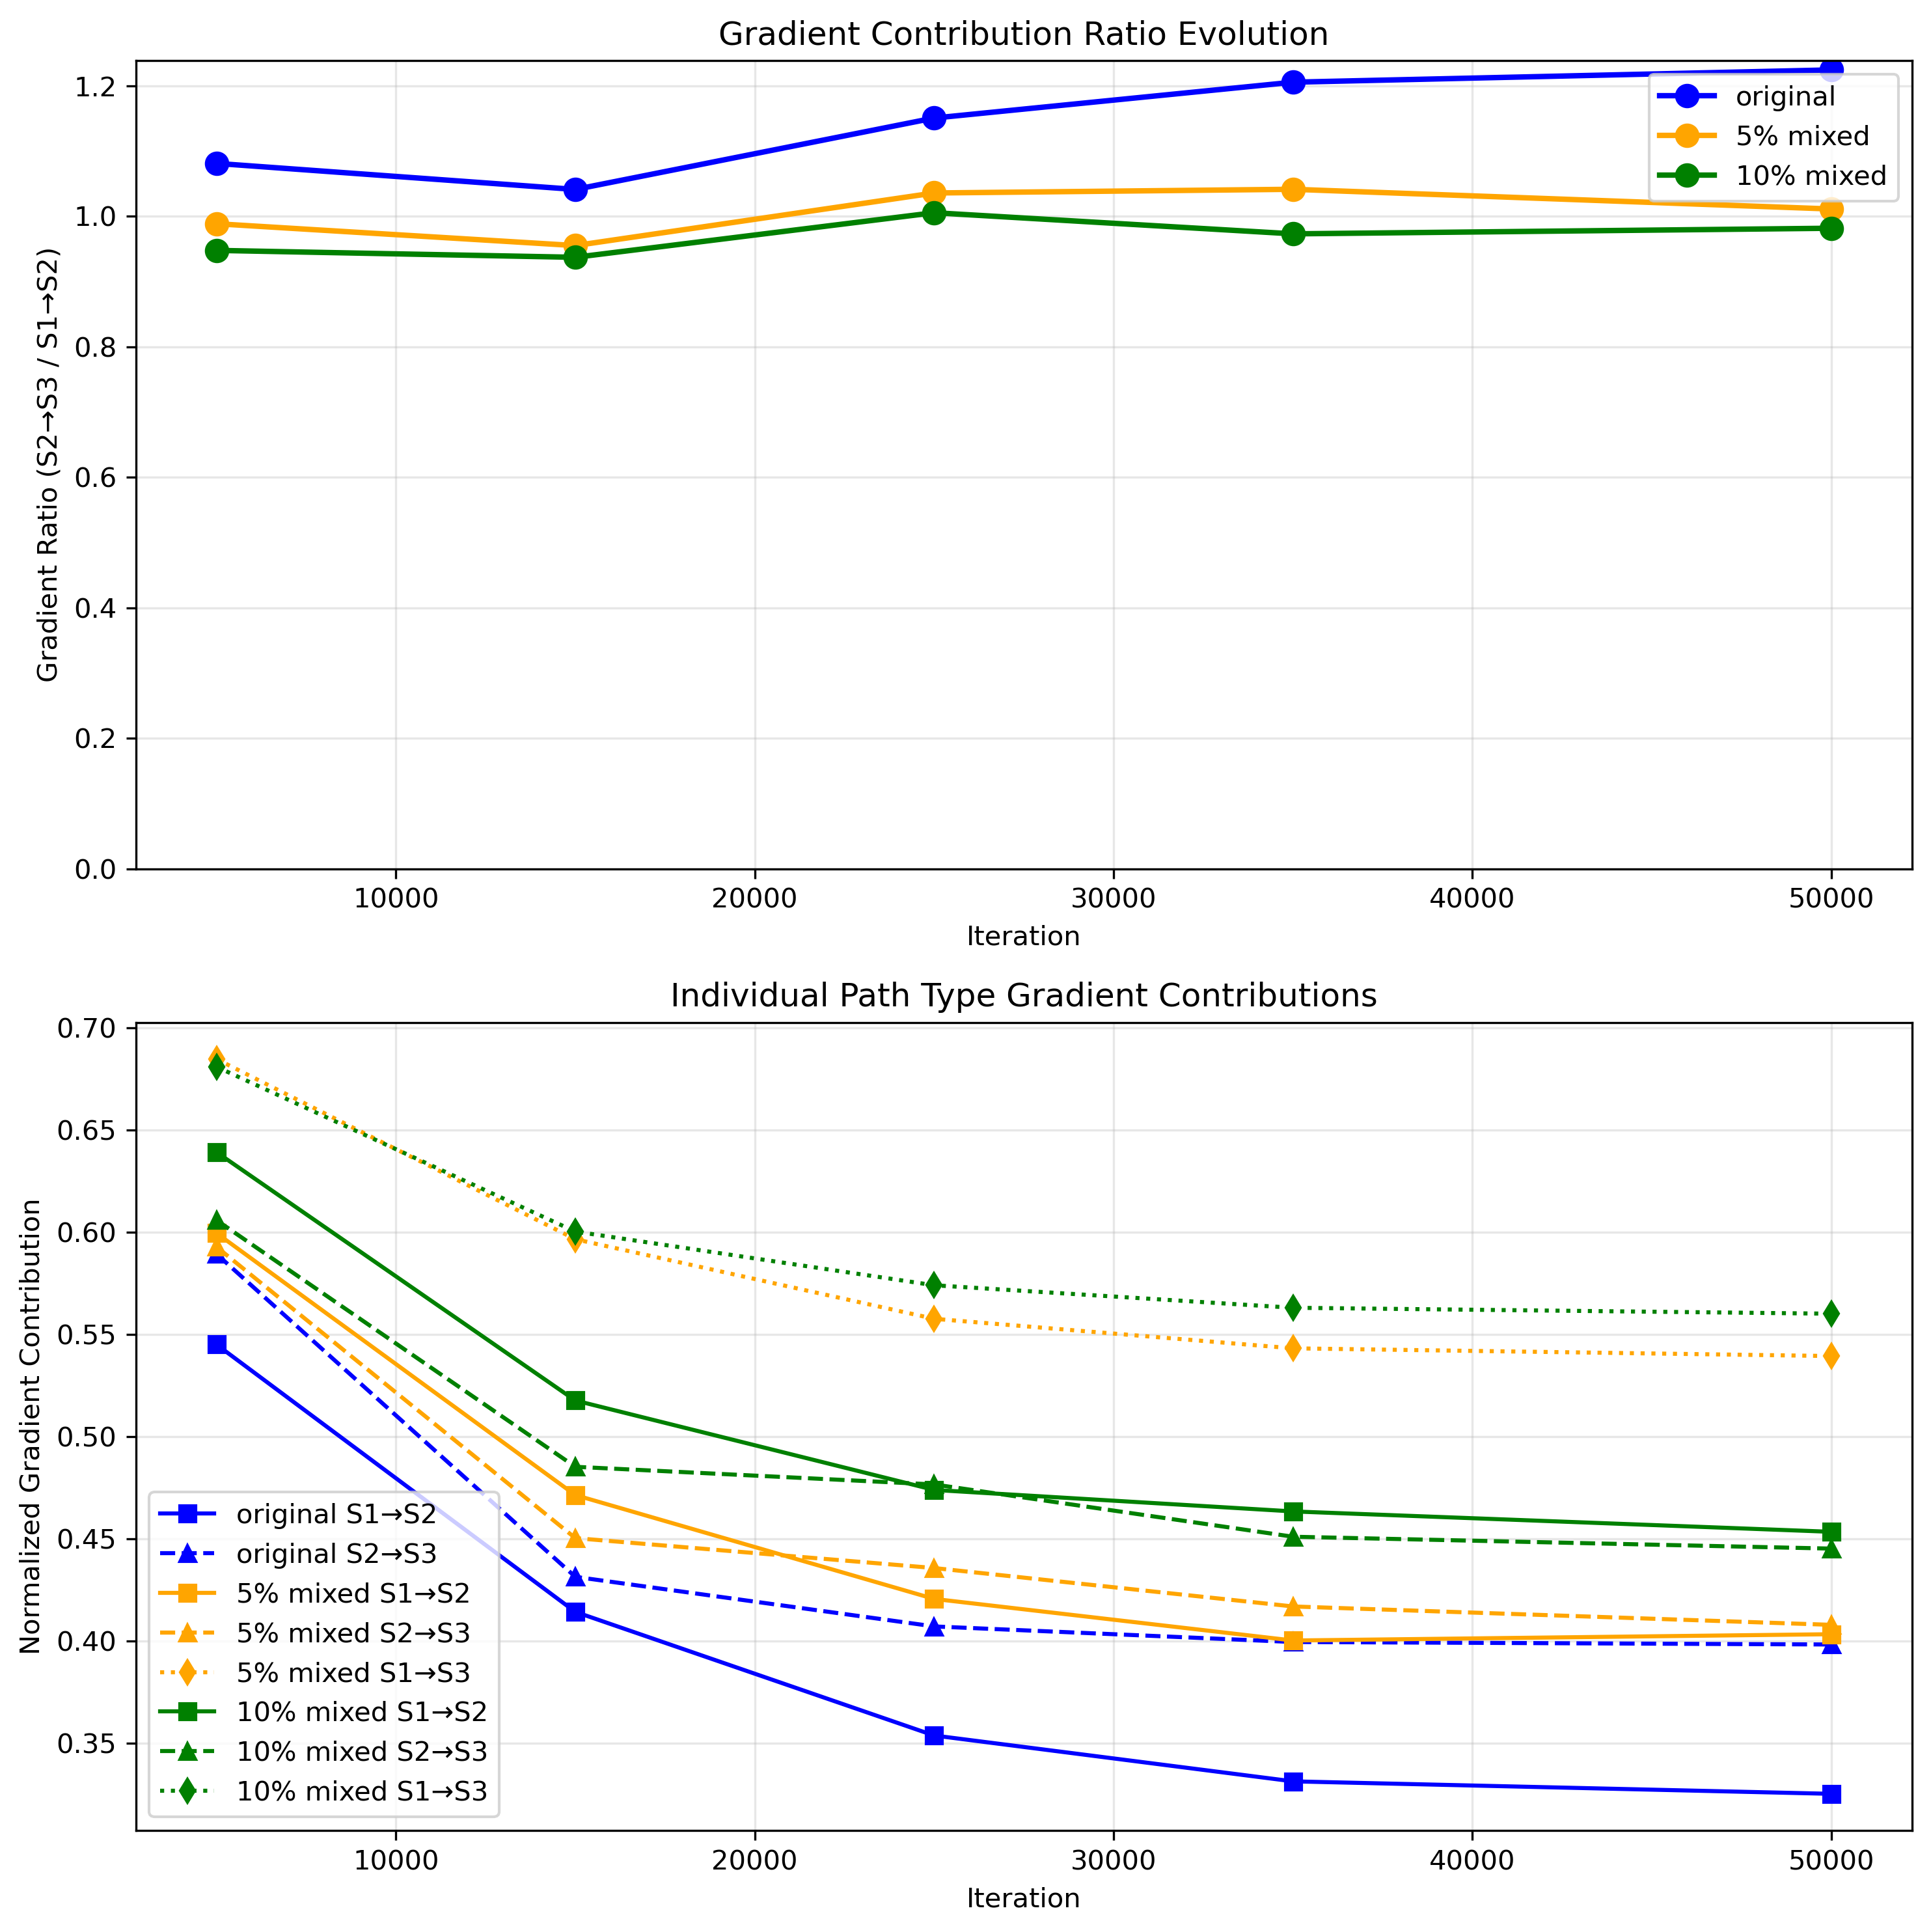 Gradient Contribution Ratio Evolution
Gradient Ratio (S2→S3 / S1→S2)
1.2
1.0
0.8
0.6
0.4
0.2
0.0
original
5% mixed
10% mixed
10000 20000 30000 40000 50000
Iteration
Individual Path Type Gradient Contributions
Normalized Gradient Contribution
0.70
0.65
0.60
0.55
0.50
0.45
0.40
0.35
original S1→S2
original S2→S3
5% mixed S1→S2
5% mixed S2→S3
5% mixed S1→S3
10% mixed S1→S2
10% mixed S2→S3
10% mixed S1→S3
10000 20000 30000 40000 50000
Iteration